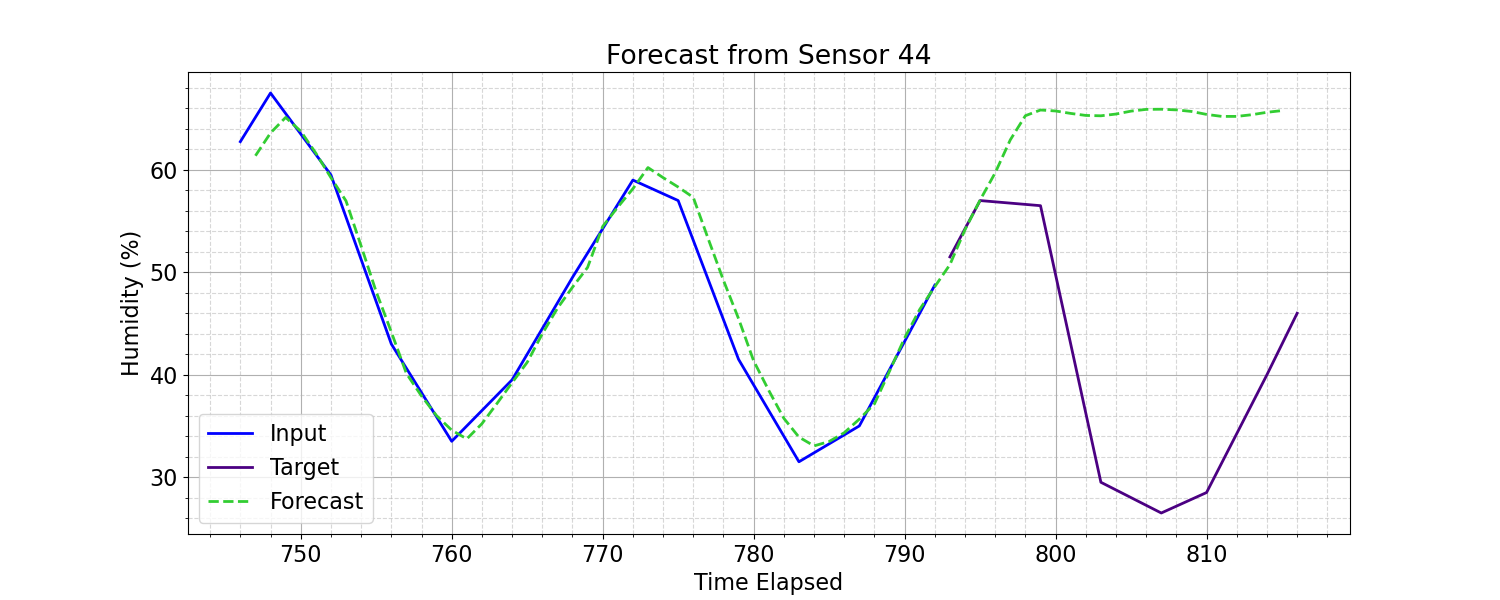 Forecast from Sensor 44
Humidity (%)
60
50
40
30
Input
Target
Forecast
750 760 770 780 790 800 810
Time Elapsed